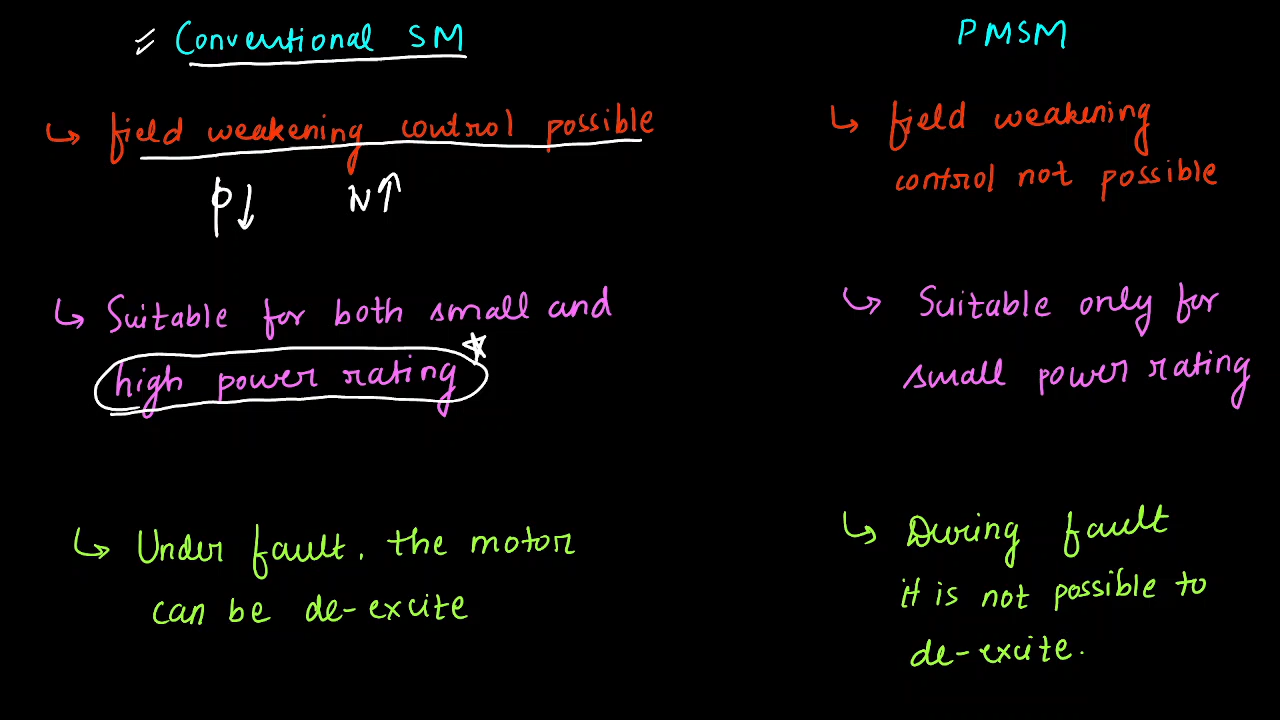 Conventional SM
↳ field weakening control possible
ϕ↓ N↑
↳ Suitable for both small and
high power rating
↳ Under fault, the motor
can be de-excite
PMSM
↳ field weakening
control not possible
↳ Suitable only for
small power rating
↳ During fault
it is not possible to
de-excite.